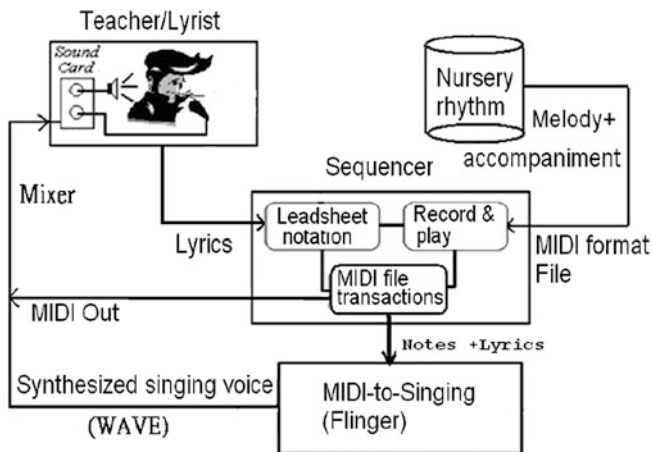 Teacher/Lyrist
Sound
Card
Nursery
rhythm
Melody+
accompaniment
Sequencer
Mixer
Lyrics
Leadsheet
notation
Record &
play
MIDI format
File
MIDI file
transactions
MIDI Out
Notes +Lyrics
Synthesized singing voice
(WAVE)
MIDI-to-Singing
(Flinger)